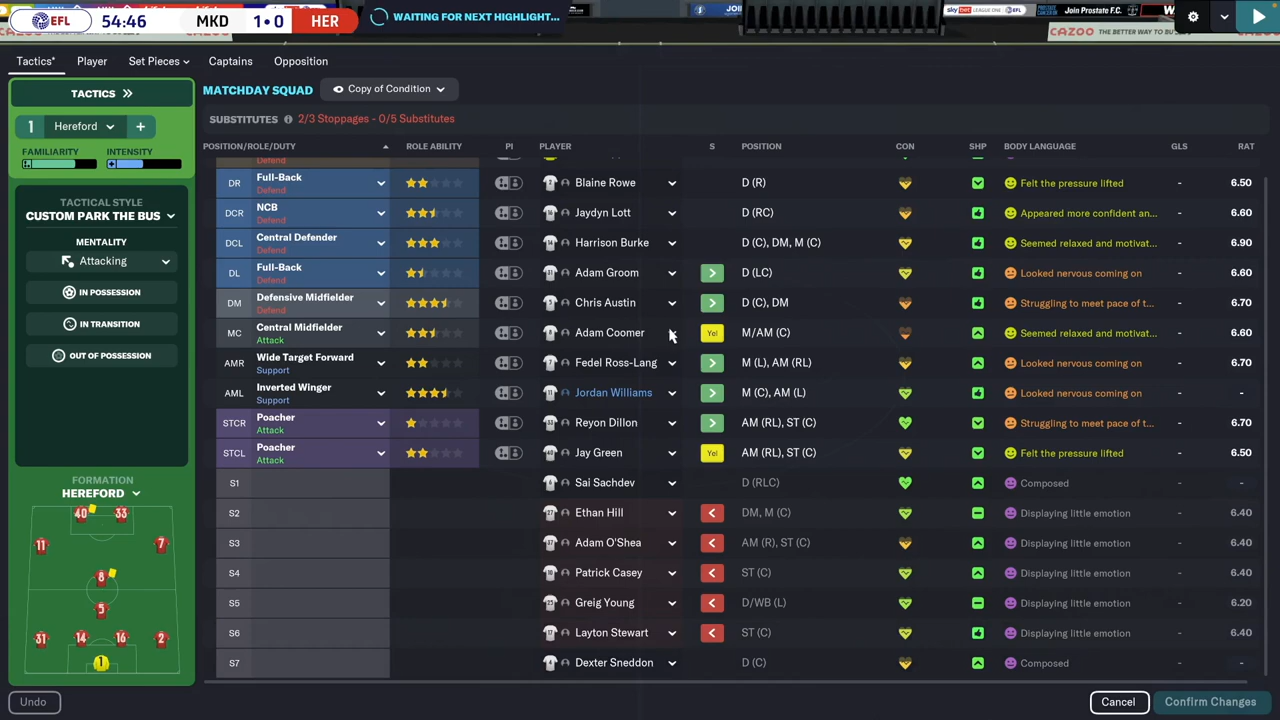 EFL 54:46 MKD 1 - 0 HER WAITING FOR NEXT HIGHLIGHT...
sky bet LEAGUE ONE EFL Join Prostate F.C.
CAZOO THE BETTER WAY TO
Tactics* Player Set Pieces Captains Opposition
TACTICS
1 Hereford +
FAMILIARITY INTENSITY
TACTICAL STYLE
CUSTOM PARK THE BUS
MENTALITY
Attacking
IN POSSESSION
IN TRANSITION
OUT OF POSSESSION
FORMATION
HEREFORD
40 33
11 7
8
5
31 14 16 2
1
Undo
MATCHDAY SQUAD Copy of Condition
SUBSTITUTES 2/3 Stoppages - 0/5 Substitutes
POSITION/ROLE/DUTY ROLE ABILITY PI PLAYER S POSITION CON SHP BODY LANGUAGE GLS RAT
Defend
DR Full-Back Defend Blaine Rowe D (R) Felt the pressure lifted - 6.50
DCR NCB Defend Jaydyn Lott D (RC) Appeared more confident an... - 6.60
DCL Central Defender Defend Harrison Burke D (C), DM, M (C) Seemed relaxed and motivat... - 6.90
DL Full-Back Defend Adam Groom D (LC) Looked nervous coming on - 6.60
DM Defensive Midfielder Defend Chris Austin D (C), DM Struggling to meet pace of t... - 6.70
MC Central Midfielder Attack Adam Coomer Yel M/AM (C) Seemed relaxed and motivat... - 6.60
AMR Wide Target Forward Support Fedel Ross-Lang M (L), AM (RL) Looked nervous coming on - 6.70
AML Inverted Winger Support Jordan Williams M (C), AM (L) Looked nervous coming on - -
STCR Poacher Attack Reyon Dillon AM (RL), ST (C) Struggling to meet pace of t... - 6.70
STCL Poacher Attack Jay Green Yel AM (RL), ST (C) Felt the pressure lifted - 6.50
S1 Sai Sachdev D (RLC) Composed - -
S2 Ethan Hill DM, M (C) Displaying little emotion - 6.40
S3 Adam O'Shea AM (R), ST (C) Displaying little emotion - 6.40
S4 Patrick Casey ST (C) Displaying little emotion - 6.40
S5 Greig Young D/WB (L) Displaying little emotion - 6.20
S6 Layton Stewart ST (C) Displaying little emotion - 6.40
S7 Dexter Sneddon D (C) Composed - -
Cancel Confirm Changes